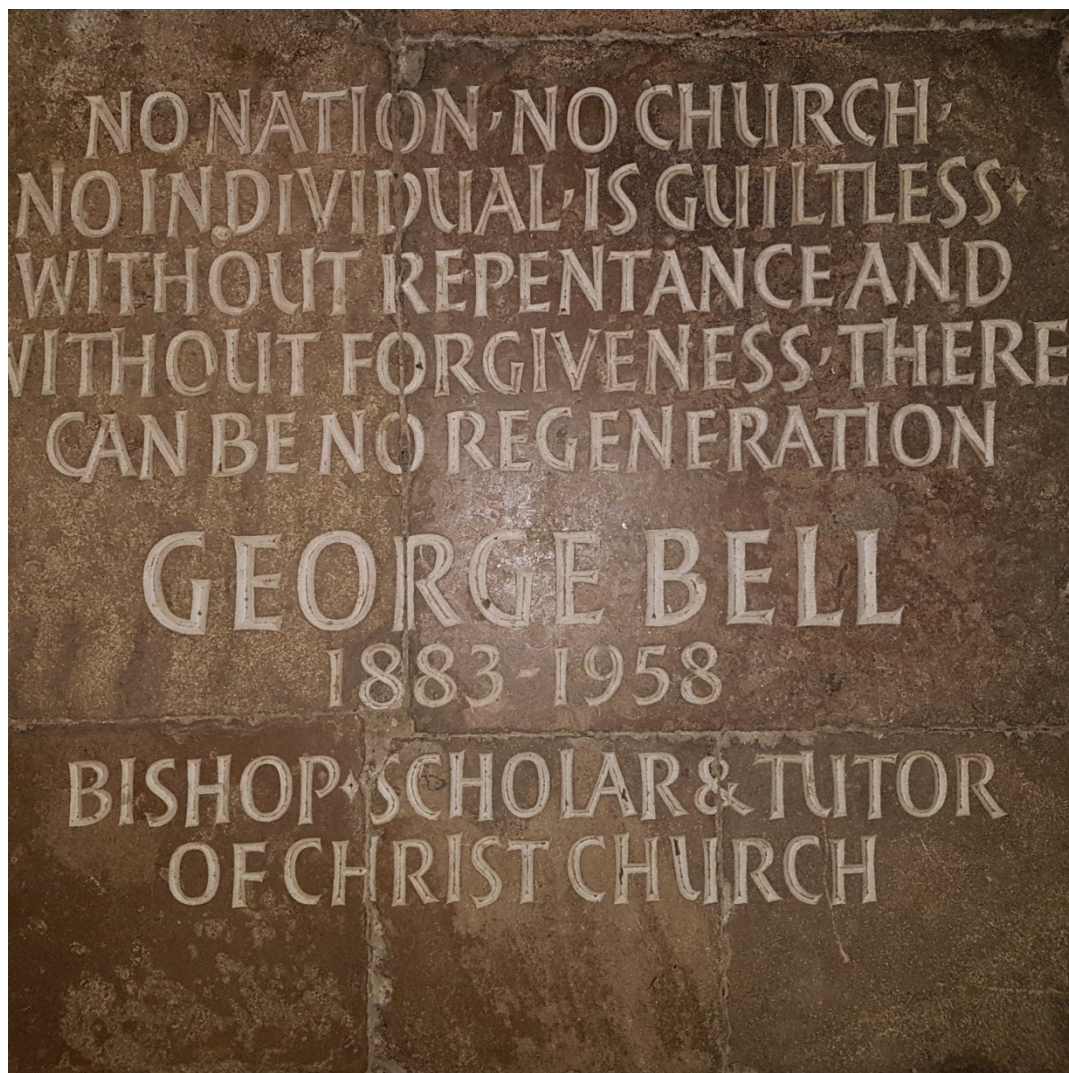 NO NATION, NO CHURCH,
NO INDIVIDUAL, IS GUILTLESS.
WITHOUT REPENTANCE AND
WITHOUT FORGIVENESS, THERE
CAN BE NO REGENERATION
GEORGE BELL
1883-1958
BISHOP·SCHOLAR & TUTOR
OF CHRIST CHURCH